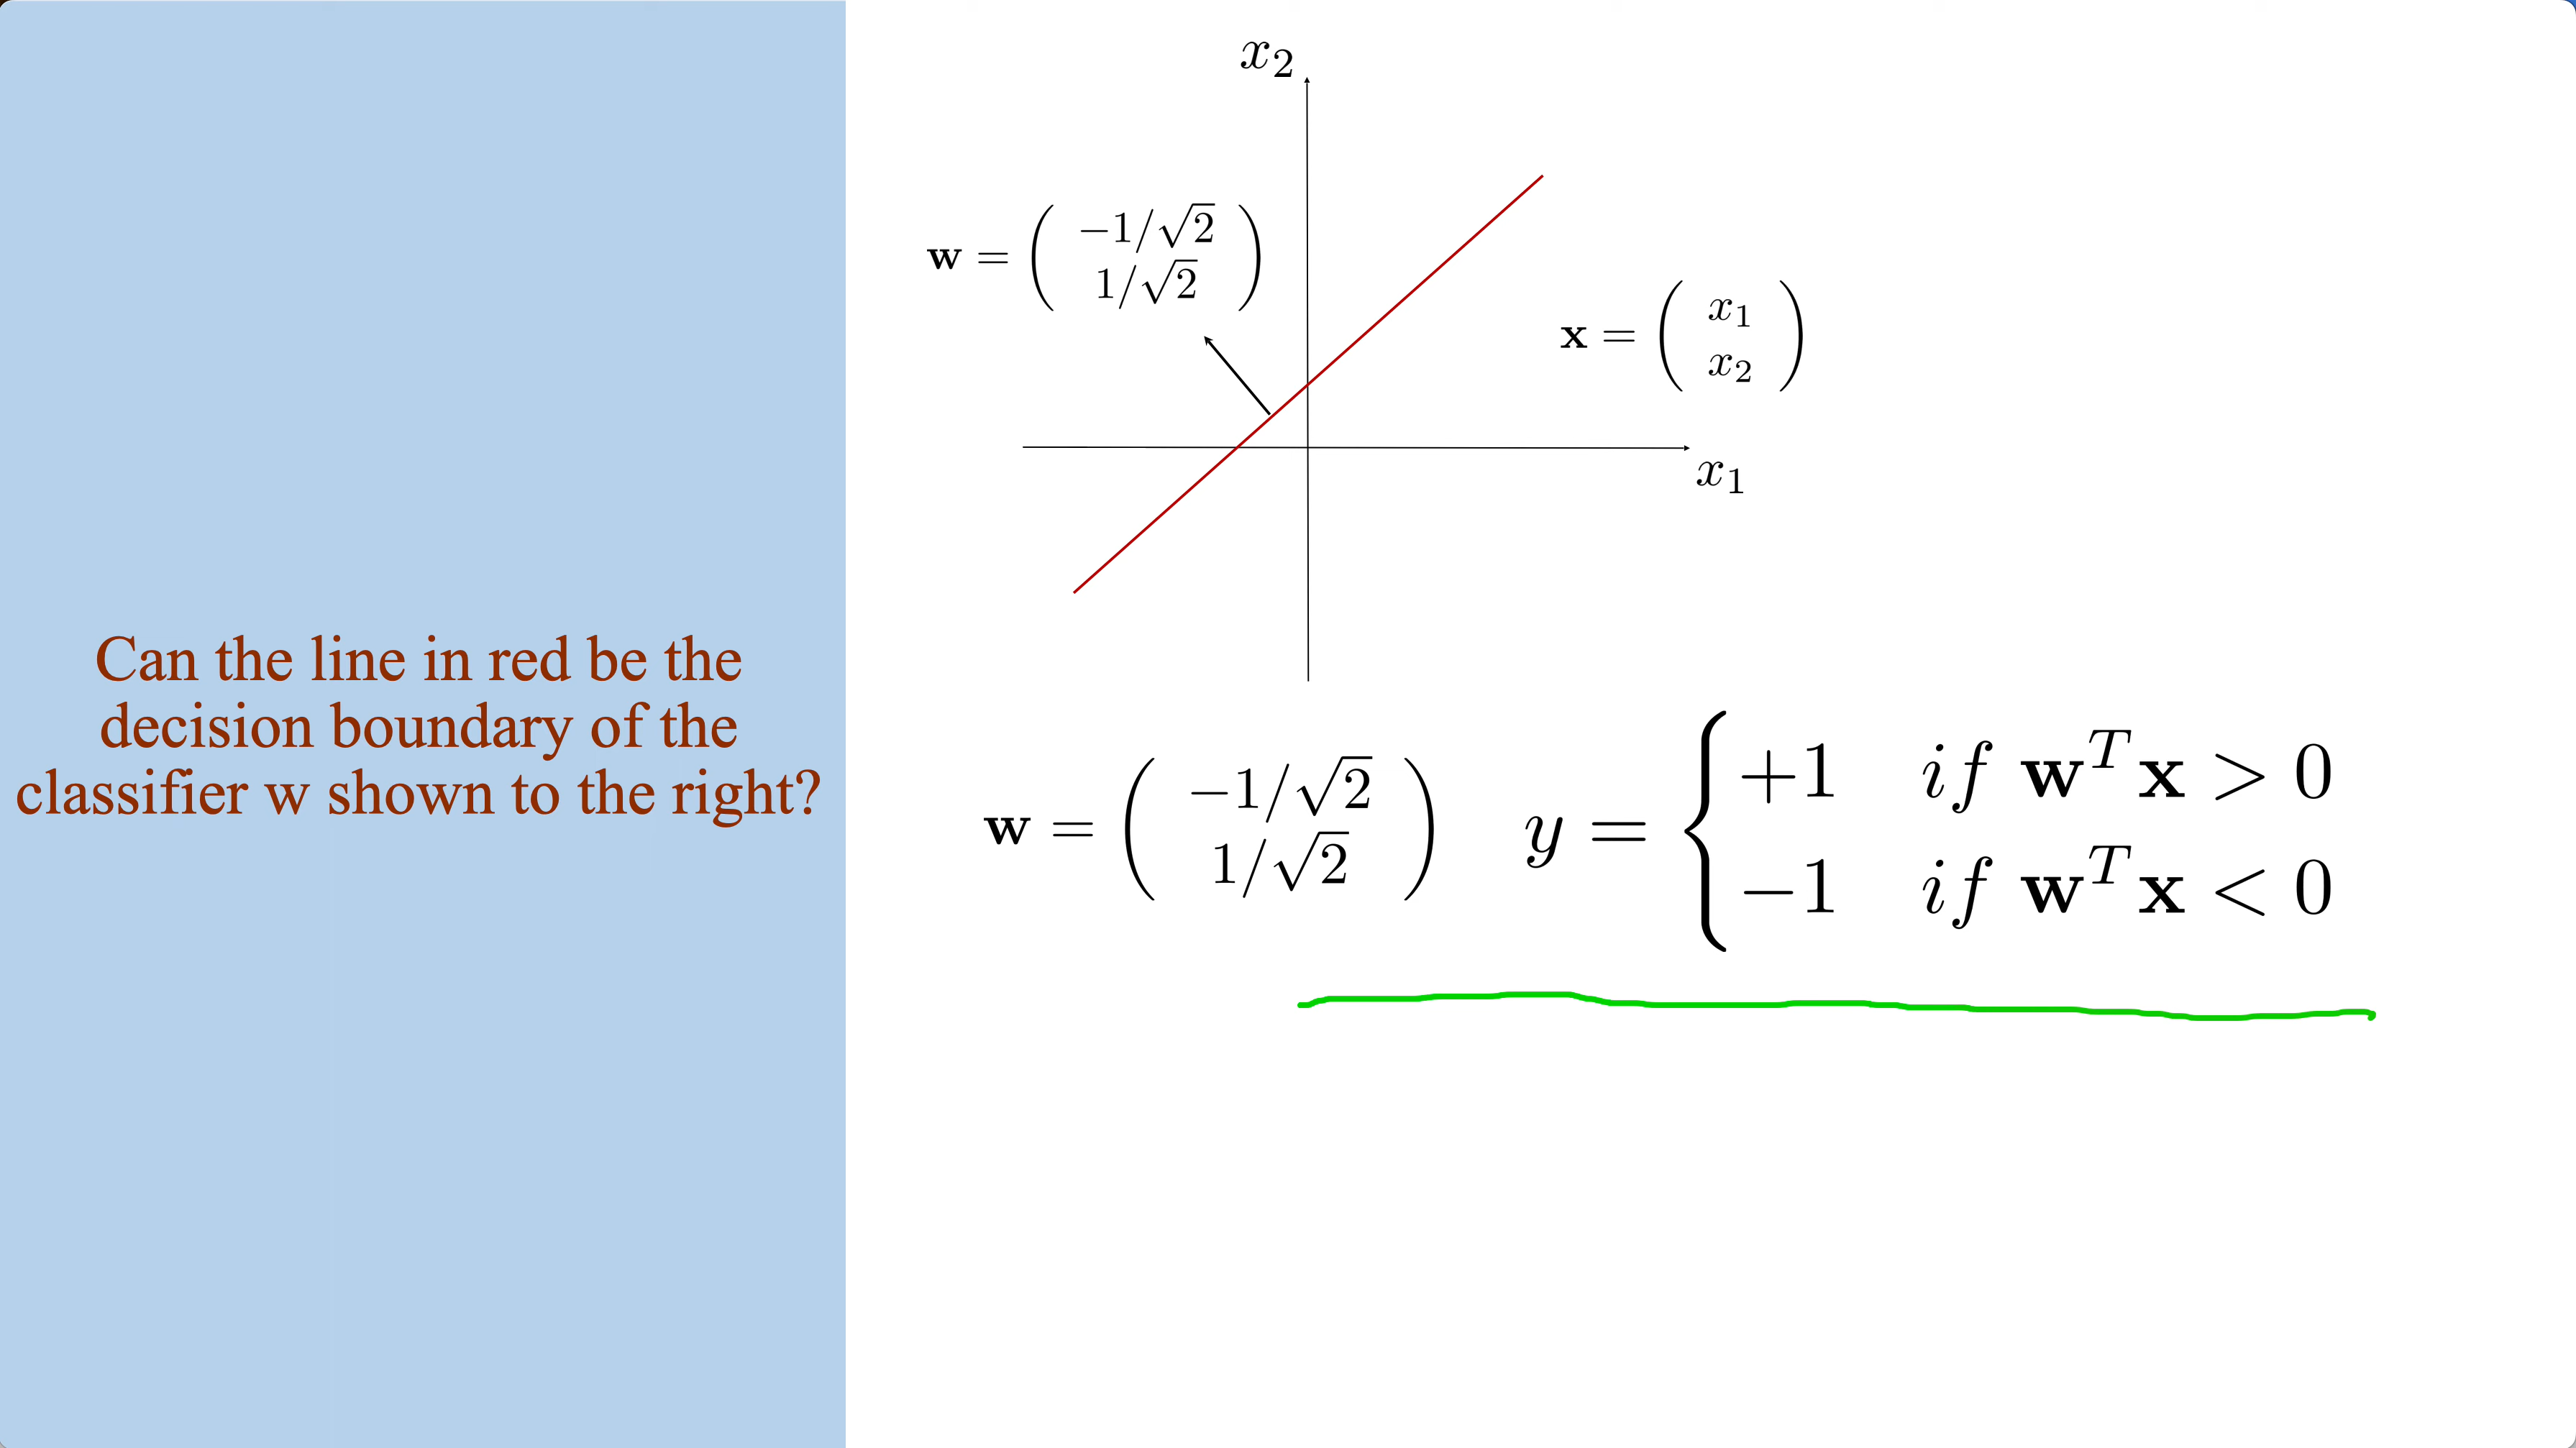 Can the line in red be the
decision boundary of the
classifier w shown to the right?
x₂
w = ( −1/√2
1/√2 )
x = ( x₁
x₂ )
x₁
w = ( −1/√2
1/√2 )
y = { +1 if wᵀx > 0
−1 if wᵀx < 0